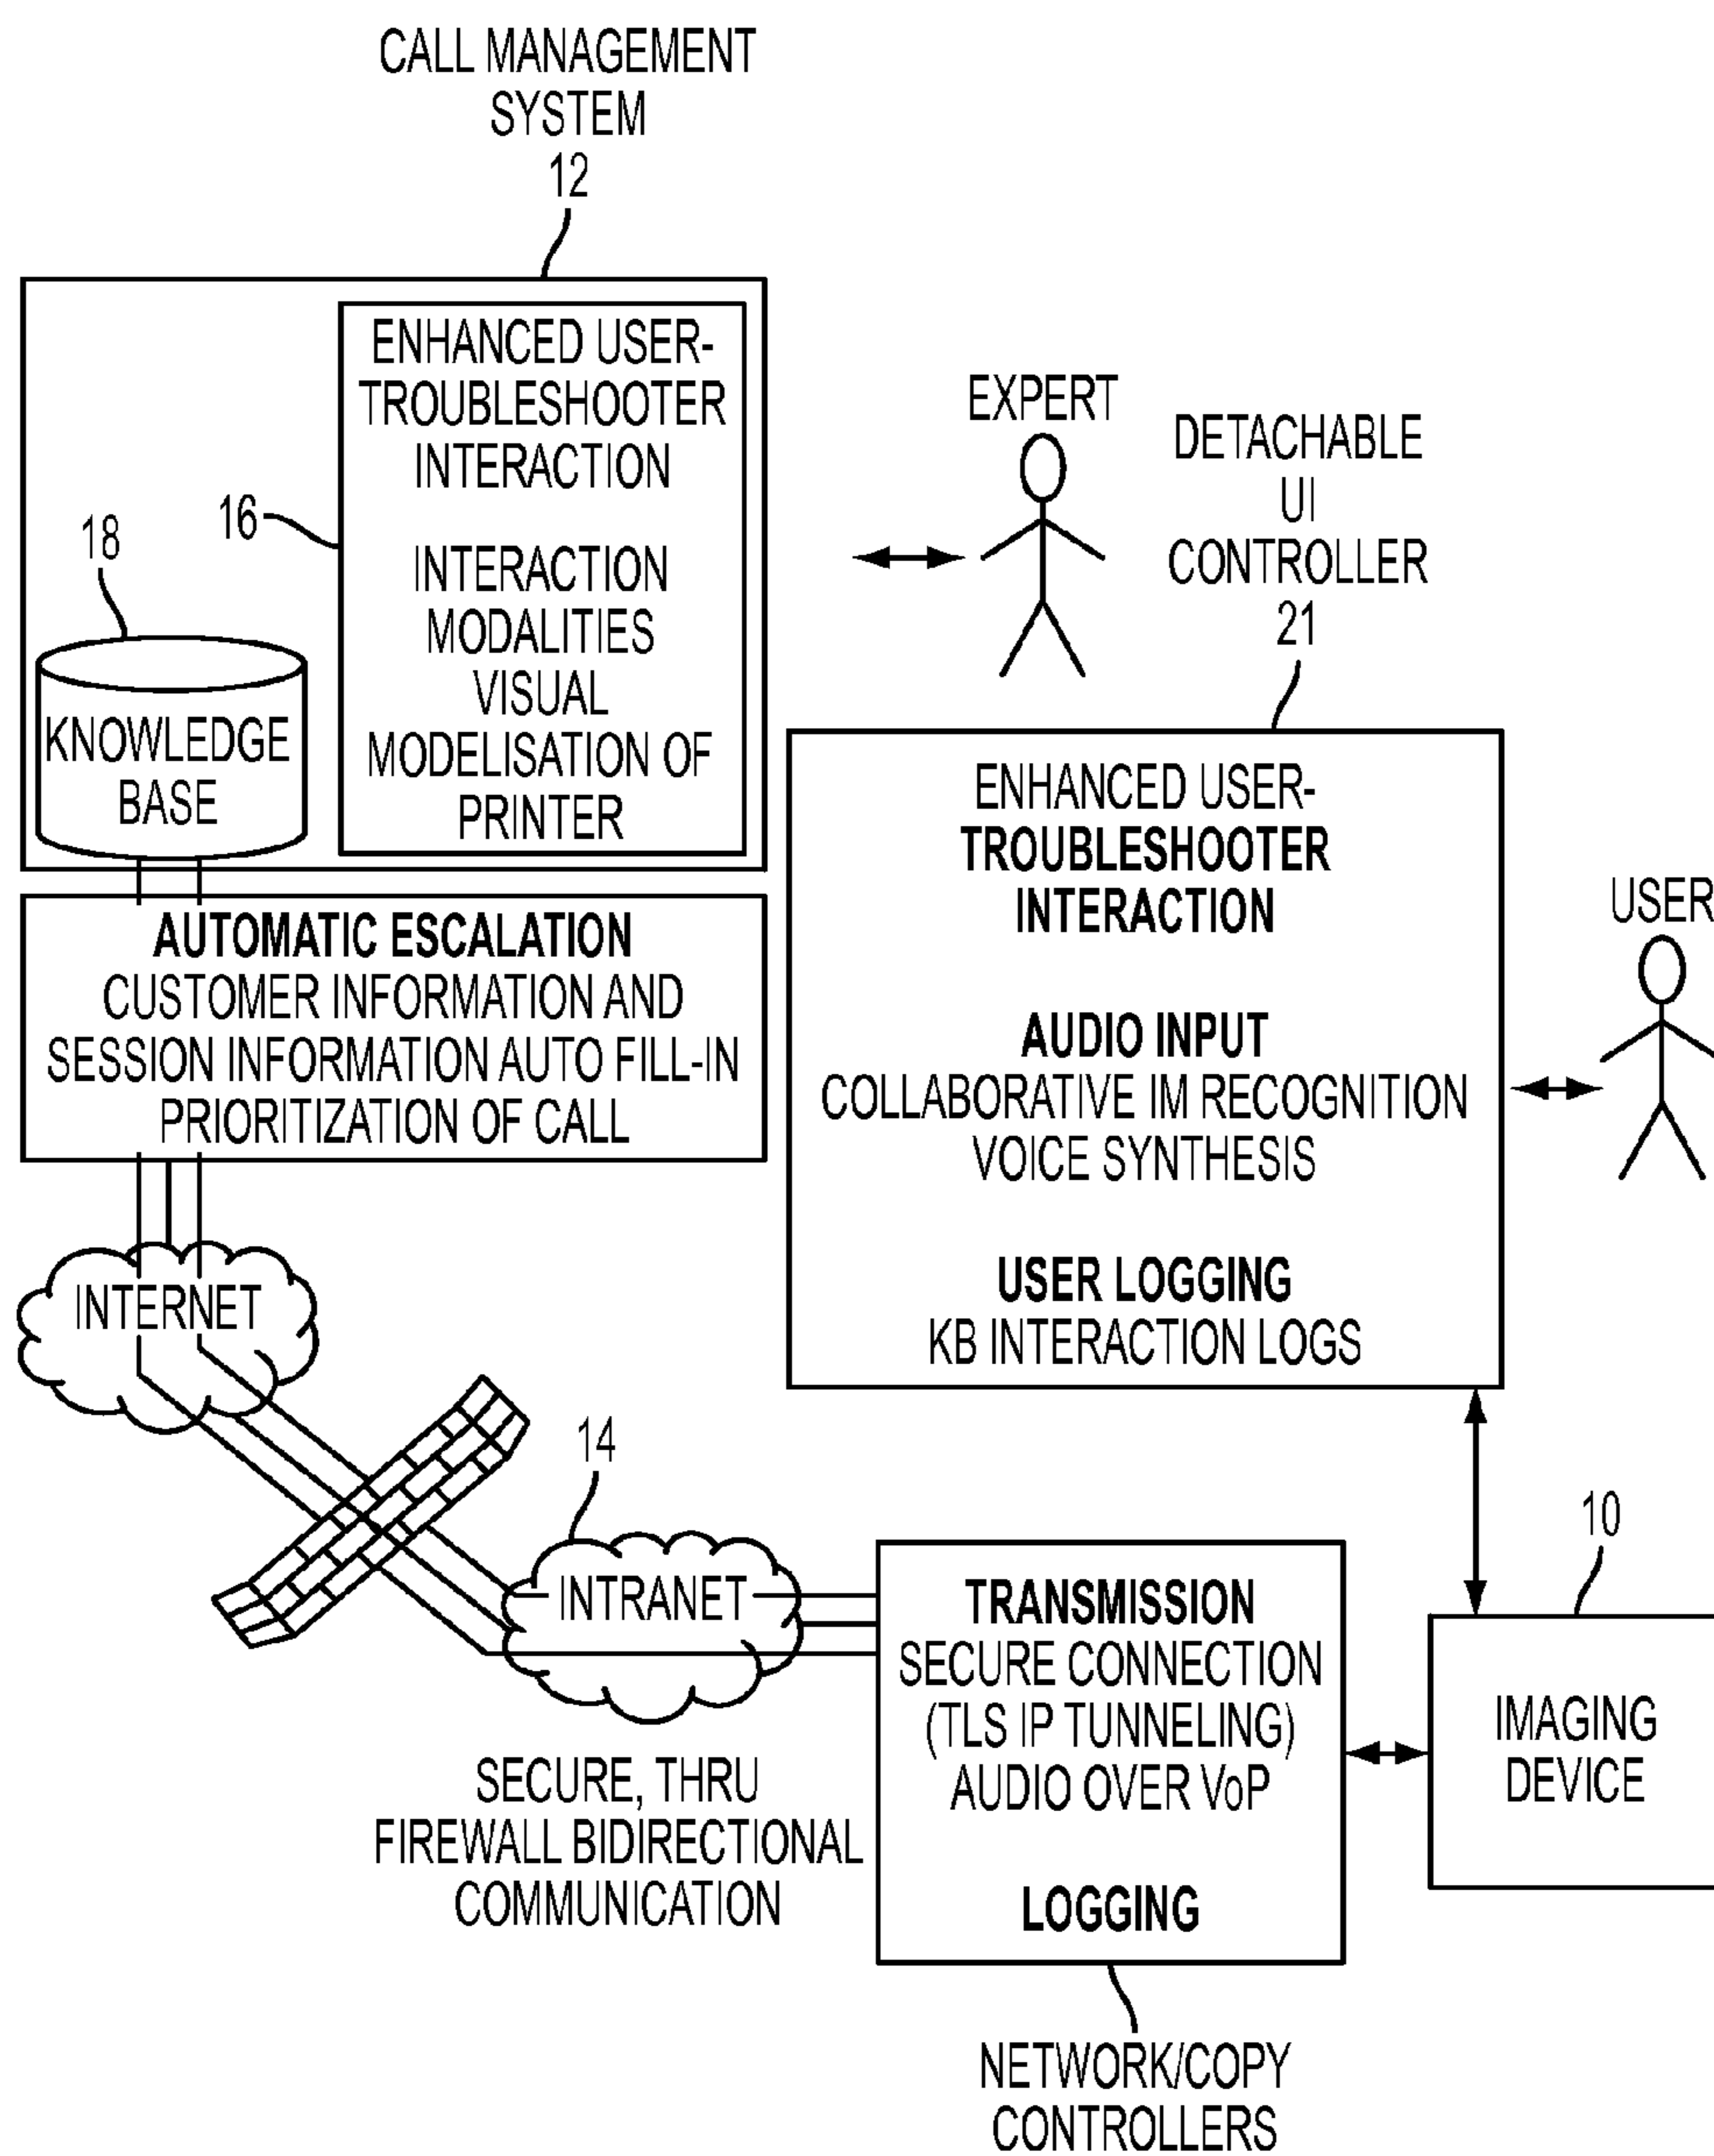 CALL MANAGEMENT
SYSTEM
12
ENHANCED USER-
TROUBLESHOOTER
INTERACTION
INTERACTION
MODALITIES
VISUAL
MODELISATION OF
PRINTER
16
18
KNOWLEDGE
BASE
EXPERT
DETACHABLE
UI
CONTROLLER
21
ENHANCED USER-
TROUBLESHOOTER
INTERACTION
AUDIO INPUT
COLLABORATIVE IM RECOGNITION
VOICE SYNTHESIS
USER LOGGING
KB INTERACTION LOGS
USER
AUTOMATIC ESCALATION
CUSTOMER INFORMATION AND
SESSION INFORMATION AUTO FILL-IN
PRIORITIZATION OF CALL
INTERNET
14
INTRANET
SECURE, THRU
FIREWALL BIDIRECTIONAL
COMMUNICATION
TRANSMISSION
SECURE CONNECTION
(TLS IP TUNNELING)
AUDIO OVER VoP
LOGGING
10
IMAGING
DEVICE
NETWORK/COPY
CONTROLLERS